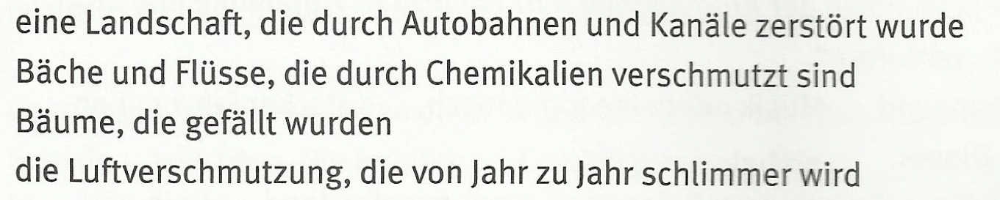 eine Landschaft, die durch Autobahnen und Kanäle zerstört wurde
Bäche und Flüsse, die durch Chemikalien verschmutzt sind
Bäume, die gefällt wurden
die Luftverschmutzung, die von Jahr zu Jahr schlimmer wird